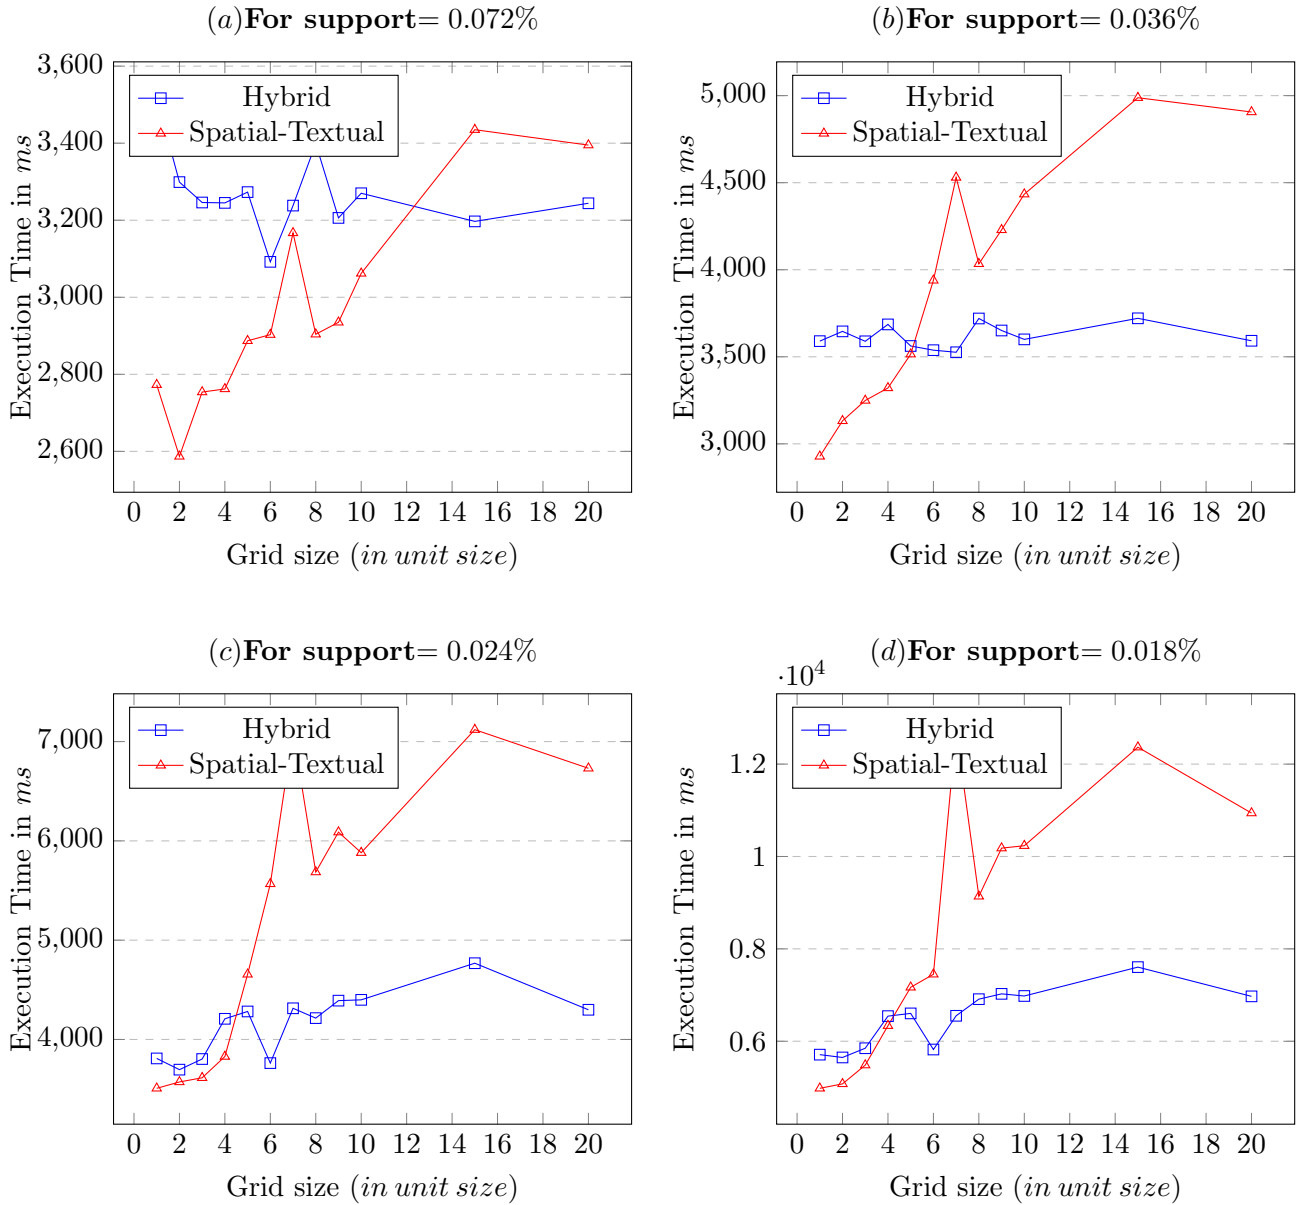 (a)For support= 0.072%
3,600
3,400
3,200
3,000
2,800
2,600
Execution Time in ms
Hybrid
Spatial-Textual
0 2 4 6 8 10 12 14 16 18 20
Grid size (in unit size)
(b)For support= 0.036%
5,000
4,500
4,000
3,500
3,000
Execution Time in ms
Hybrid
Spatial-Textual
0 2 4 6 8 10 12 14 16 18 20
Grid size (in unit size)
(c)For support= 0.024%
7,000
6,000
5,000
4,000
Execution Time in ms
Hybrid
Spatial-Textual
0 2 4 6 8 10 12 14 16 18 20
Grid size (in unit size)
(d)For support= 0.018%
·10⁴
1.2
1
0.8
0.6
Execution Time in ms
Hybrid
Spatial-Textual
0 2 4 6 8 10 12 14 16 18 20
Grid size (in unit size)